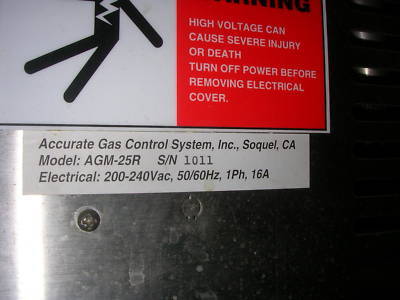 WARNING
HIGH VOLTAGE CAN
CAUSE SEVERE INJURY
OR DEATH
TURN OFF POWER BEFORE
REMOVING ELECTRICAL
COVER.
Accurate Gas Control System, Inc., Soquel, CA
Model: AGM-25R S/N 1011
Electrical: 200-240Vac, 50/60Hz, 1Ph, 16A